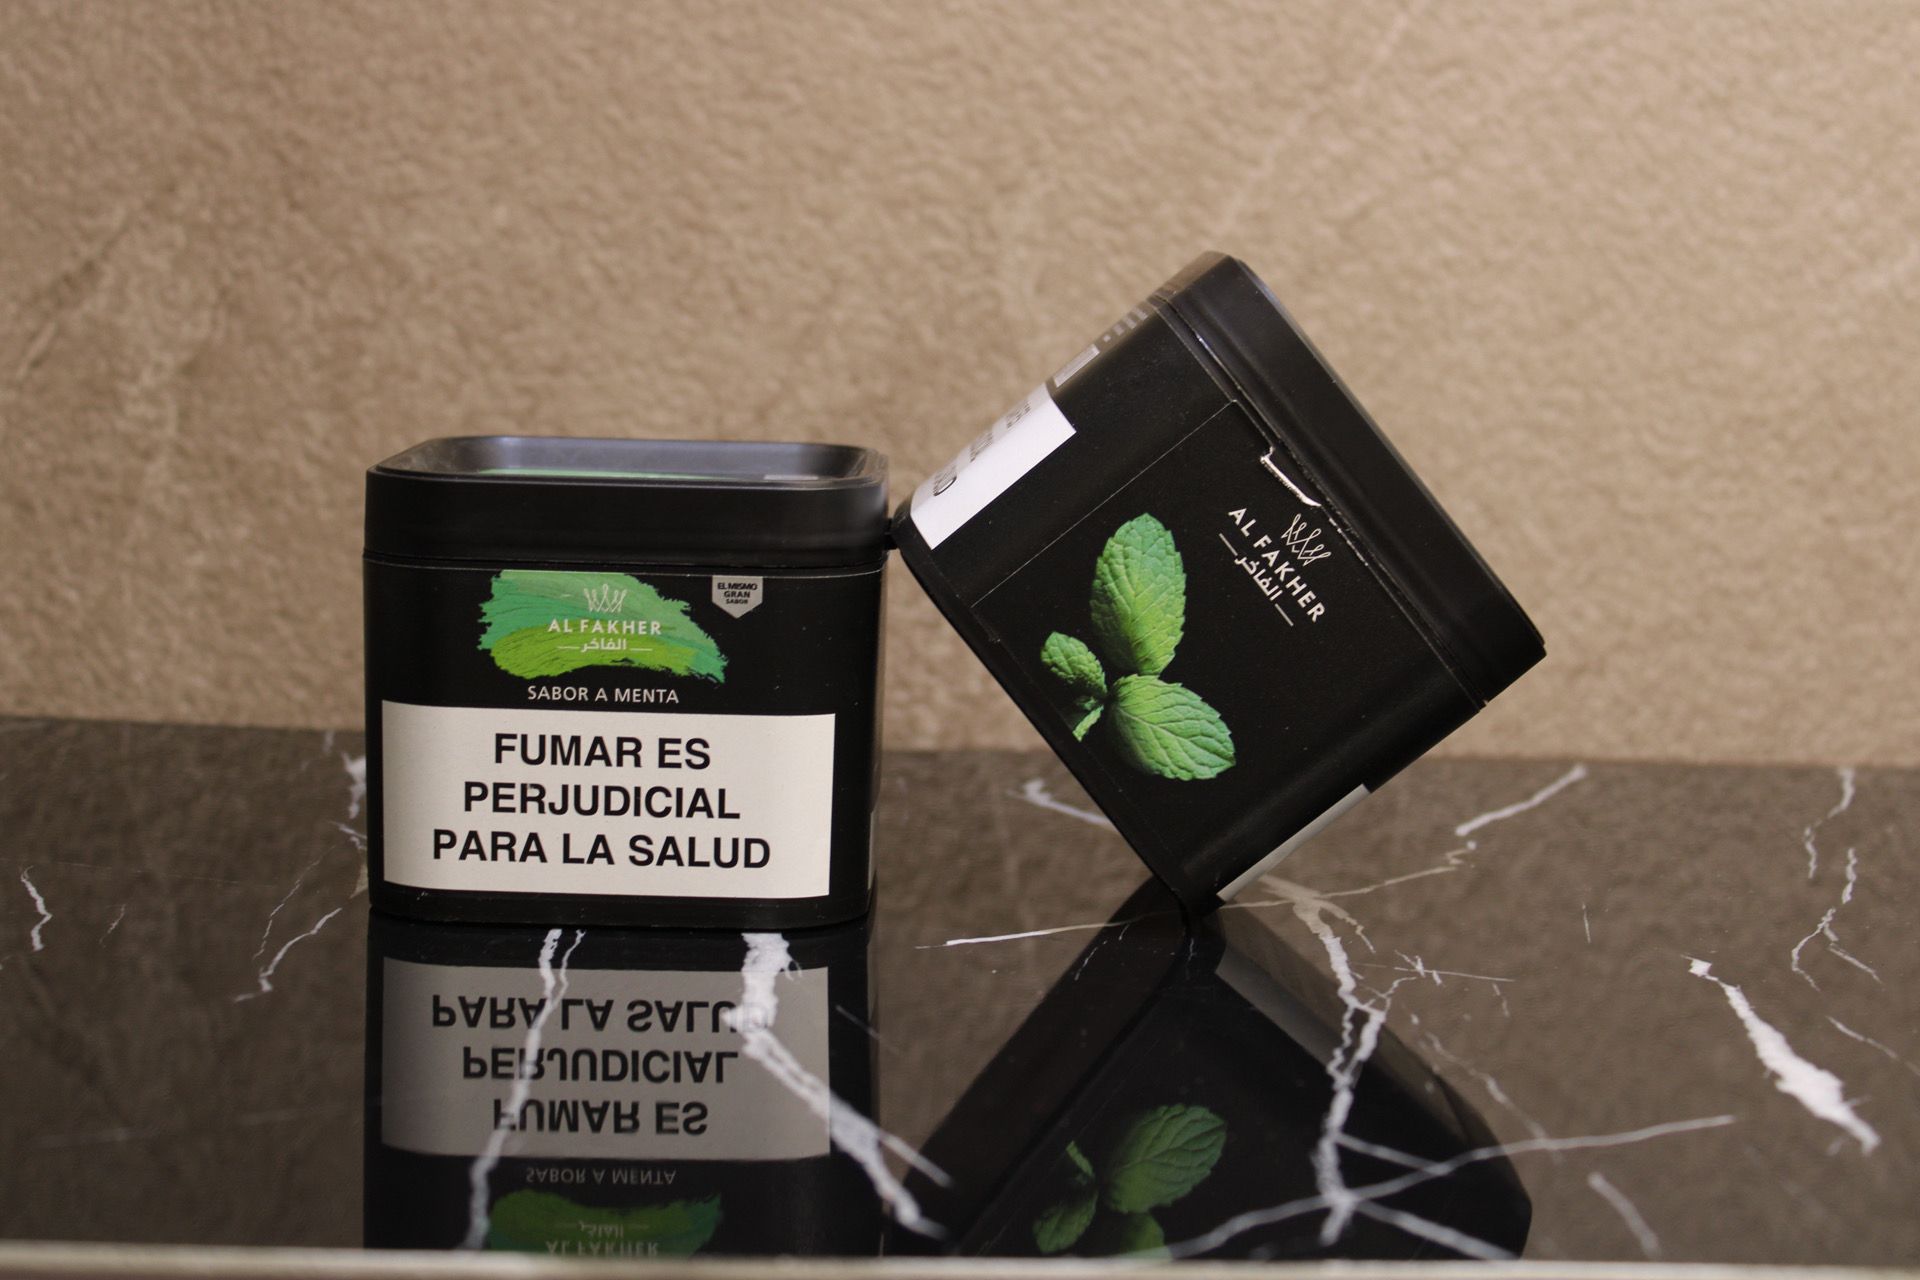 AL FAKHER
الفاخر
EL MISMO
GRAN
SABOR
SABOR A MENTA
FUMAR ES
PERJUDICIAL
PARA LA SALUD
AL FAKHER
الفاخر